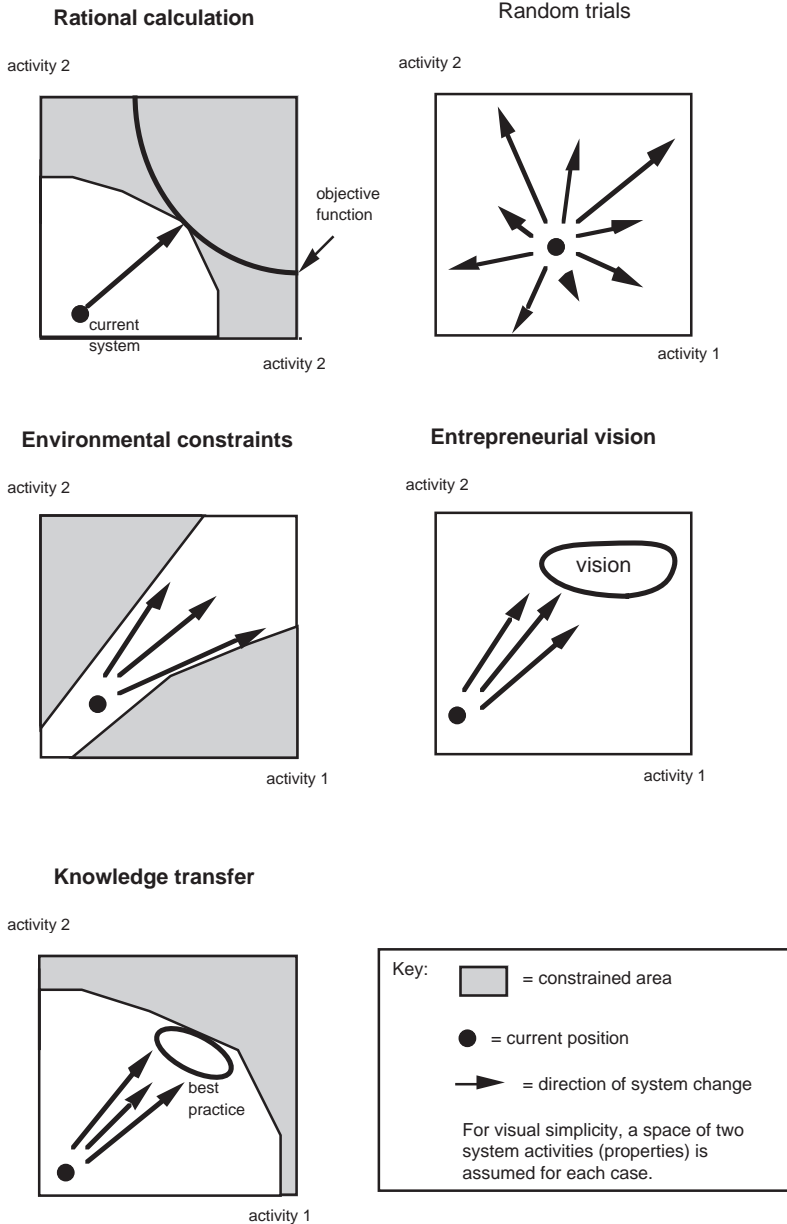 Rational calculation
activity 2
objective
function
current
system
activity 2
Random trials
activity 2
activity 1
Environmental constraints
activity 2
activity 1
Entrepreneurial vision
activity 2
vision
activity 1
Knowledge transfer
activity 2
best
practice
activity 1
Key:
= constrained area
= current position
= direction of system change
For visual simplicity, a space of two
system activities (properties) is
assumed for each case.